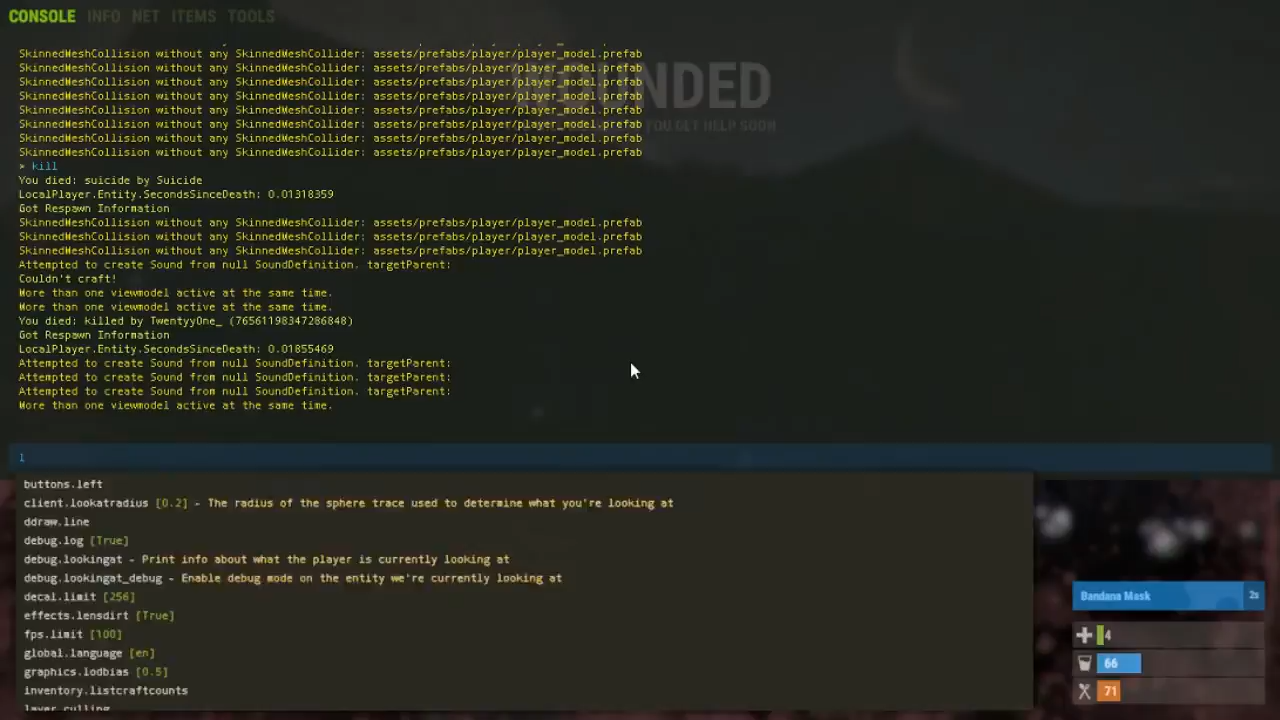 CONSOLE INFO NET ITEMS TOOLS
SkinnedMeshCollision without any SkinnedMeshCollider: assets/prefabs/player/player_model.prefab
SkinnedMeshCollision without any SkinnedMeshCollider: assets/prefabs/player/player_model.prefab
SkinnedMeshCollision without any SkinnedMeshCollider: assets/prefabs/player/player_model.prefab
SkinnedMeshCollision without any SkinnedMeshCollider: assets/prefabs/player/player_model.prefab
SkinnedMeshCollision without any SkinnedMeshCollider: assets/prefabs/player/player_model.prefab
SkinnedMeshCollision without any SkinnedMeshCollider: assets/prefabs/player/player_model.prefab
SkinnedMeshCollision without any SkinnedMeshCollider: assets/prefabs/player/player_model.prefab
SkinnedMeshCollision without any SkinnedMeshCollider: assets/prefabs/player/player_model.prefab
WOUNDED
YOU GET HELP SOON
> kill
You died: suicide by Suicide
LocalPlayer.Entity.SecondsSinceDeath: 0.01318359
Got Respawn Information
SkinnedMeshCollision without any SkinnedMeshCollider: assets/prefabs/player/player_model.prefab
SkinnedMeshCollision without any SkinnedMeshCollider: assets/prefabs/player/player_model.prefab
SkinnedMeshCollision without any SkinnedMeshCollider: assets/prefabs/player/player_model.prefab
Attempted to create Sound from null SoundDefinition. targetParent:
Couldn't craft!
More than one viewmodel active at the same time.
More than one viewmodel active at the same time.
You died: killed by TwentyyOne_ (76561198347286848)
Got Respawn Information
LocalPlayer.Entity.SecondsSinceDeath: 0.01855469
Attempted to create Sound from null SoundDefinition. targetParent:
Attempted to create Sound from null SoundDefinition. targetParent:
Attempted to create Sound from null SoundDefinition. targetParent:
More than one viewmodel active at the same time.
l
buttons.left
client.lookatradius [0.2] - The radius of the sphere trace used to determine what you're looking at
ddraw.line
debug.log [True]
debug.lookingat - Print info about what the player is currently looking at
debug.lookingat_debug - Enable debug mode on the entity we're currently looking at
decal.limit [256]
effects.lensdirt [True]
fps.limit [100]
global.language [en]
graphics.lodbias [0.5]
inventory.listcraftcounts
layer.culling
Bandana Mask 2s
4
66
71